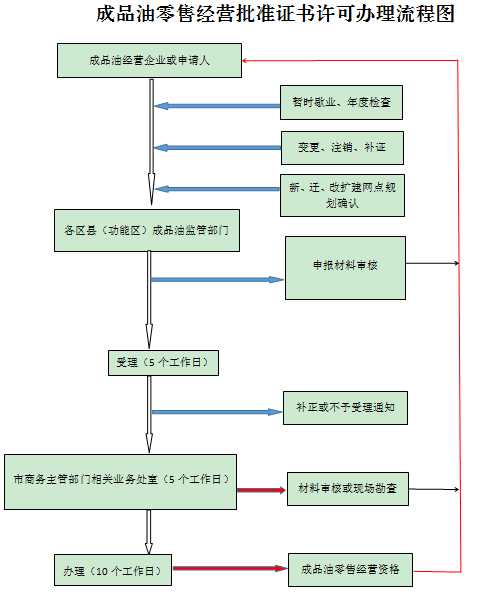 成品油零售经营批准证书许可办理流程图
成品油经营企业或申请人
暂时歇业、年度检查
变更、注销、补证
新、迁、改扩建网点规
划确认
各区县（功能区）成品油监管部门
申报材料审核
受理（5 个工作日）
补正或不予受理通知
市商务主管部门相关业务处室（5 个工作日）
材料审核或现场勘查
办理（10 个工作日）
成品油零售经营资格